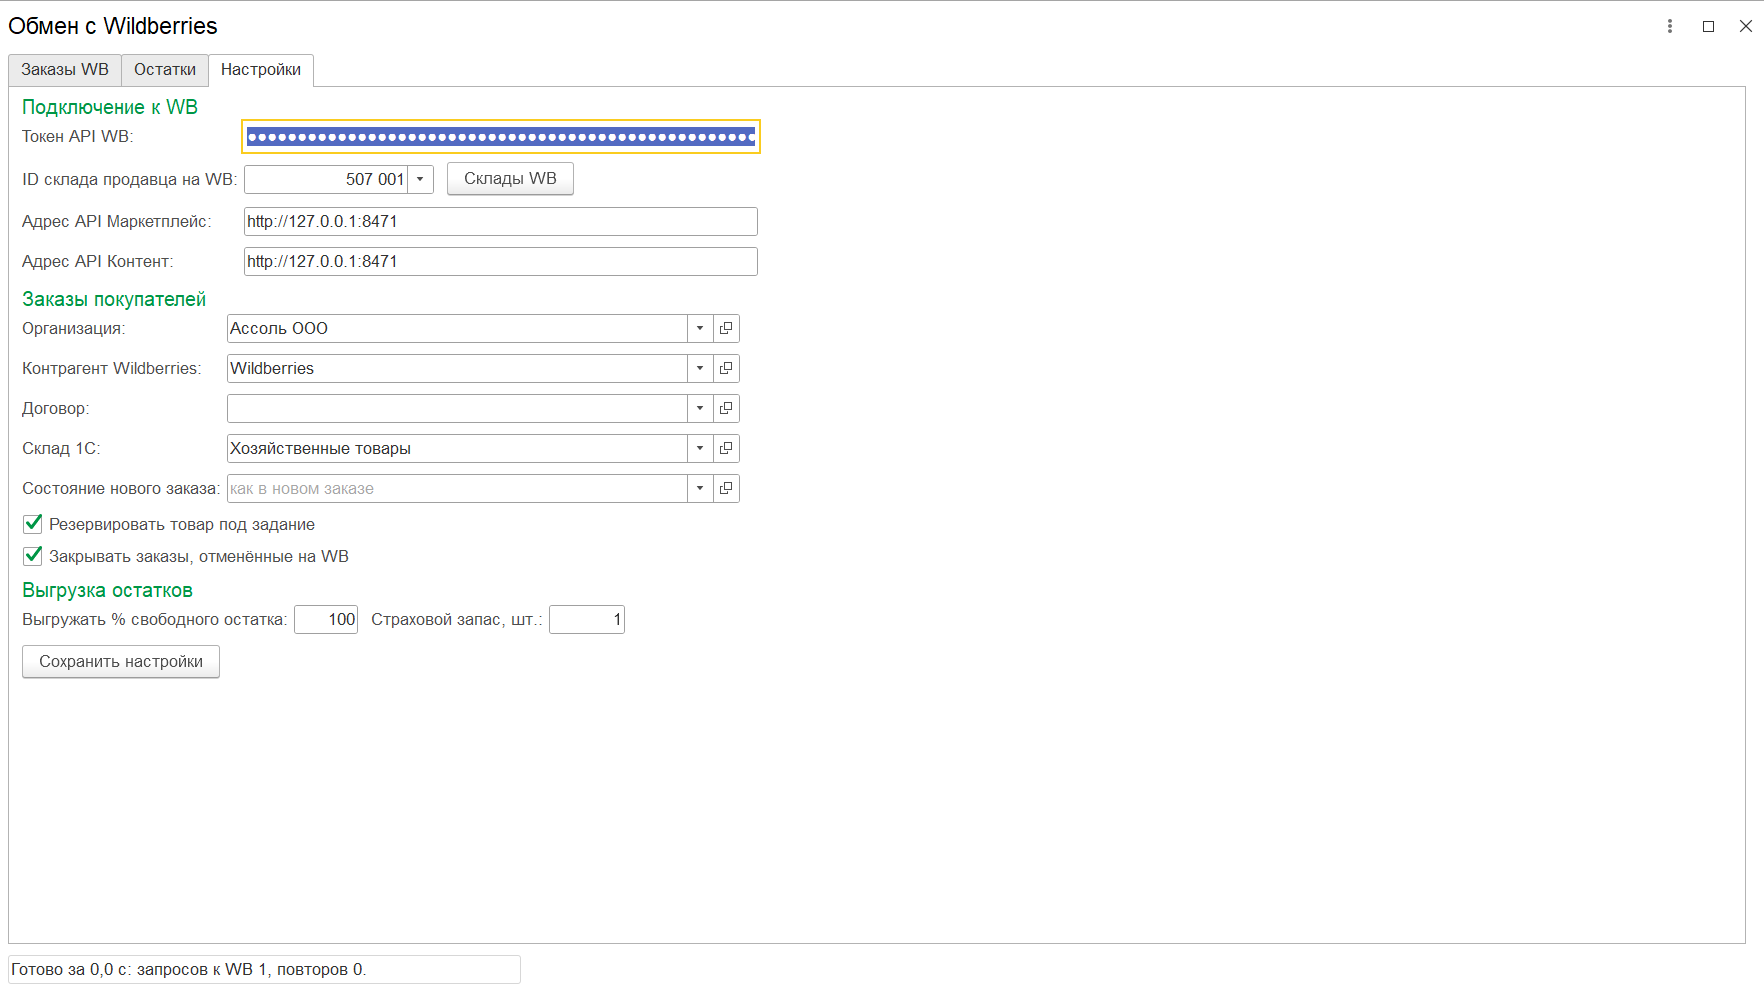 Обмен с Wildberries
Заказы WB Остатки Настройки
Подключение к WB
Токен API WB:
ID склада продавца на WB: 507 001 Склады WB
Адрес API Маркетплейс: http://127.0.0.1:8471
Адрес API Контент: http://127.0.0.1:8471
Заказы покупателей
Организация: Ассоль ООО
Контрагент Wildberries: Wildberries
Договор:
Склад 1С: Хозяйственные товары
Состояние нового заказа: как в новом заказе
Резервировать товар под задание
Закрывать заказы, отменённые на WB
Выгрузка остатков
Выгружать % свободного остатка: 100 Страховой запас, шт.: 1
Сохранить настройки
Готово за 0,0 с: запросов к WB 1, повторов 0.